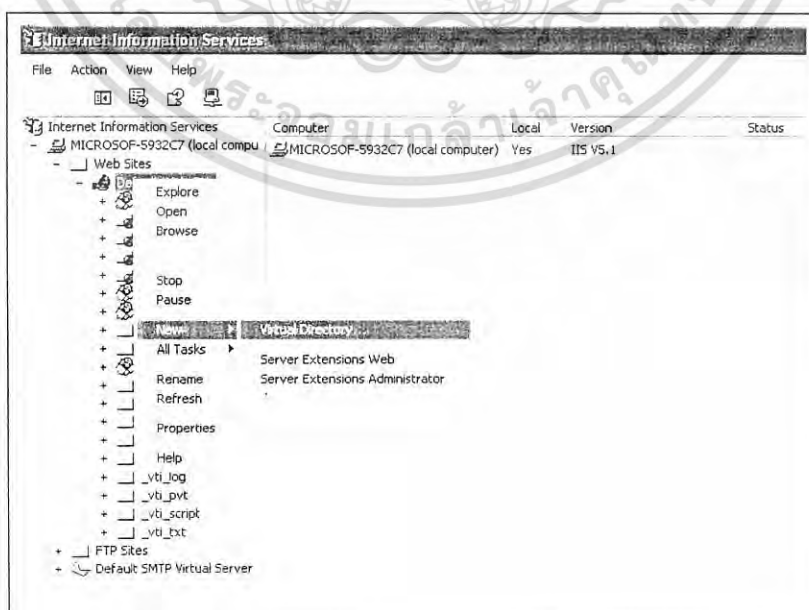 Internet Information Services
File Action View Help
Internet Information Services Computer Local Version Status
- MICROSOF-5932C7 (local compu MICROSOF-5932C7 (local computer) Yes IIS V5.1
- Web Sites
Explore
Open
Browse
Stop
Pause
New Virtual Directory...
All Tasks
Server Extensions Web
Rename Server Extensions Administrator
Refresh
Properties
Help
+ _vti_log
+ _vti_pvt
+ _vti_script
+ _vti_txt
+ FTP Sites
+ Default SMTP Virtual Server